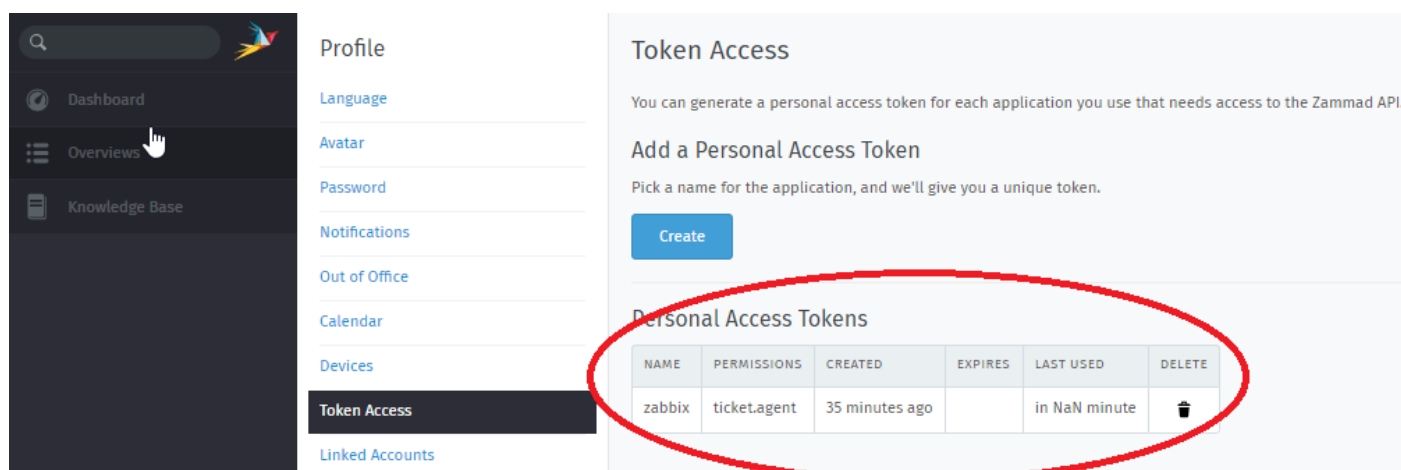 Profile
Token Access
Dashboard
Language
You can generate a personal access token for each application you use that needs access to the Zammad API.
Avatar
Overviews
Add a Personal Access Token
Password
Pick a name for the application, and we'll give you a unique token.
Knowledge Base
Notifications
Create
Out of Office
Calendar
Personal Access Tokens
Devices
NAME PERMISSIONS CREATED EXPIRES LAST USED DELETE
Token Access
zabbix ticket.agent 35 minutes ago in NaN minute
Linked Accounts